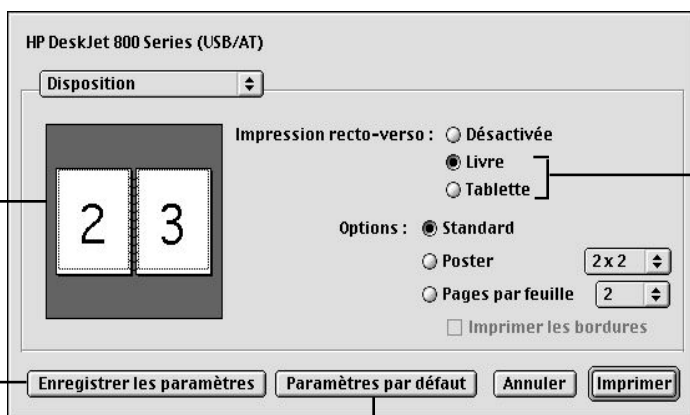 HP DeskJet 800 Series (USB/AT)
Disposition
Impression recto-verso : Désactivée
Livre
Tablette
2 3
Options : Standard
Poster 2 x 2
Pages par feuille 2
Imprimer les bordures
Enregistrer les paramètres Paramètres par défaut Annuler Imprimer